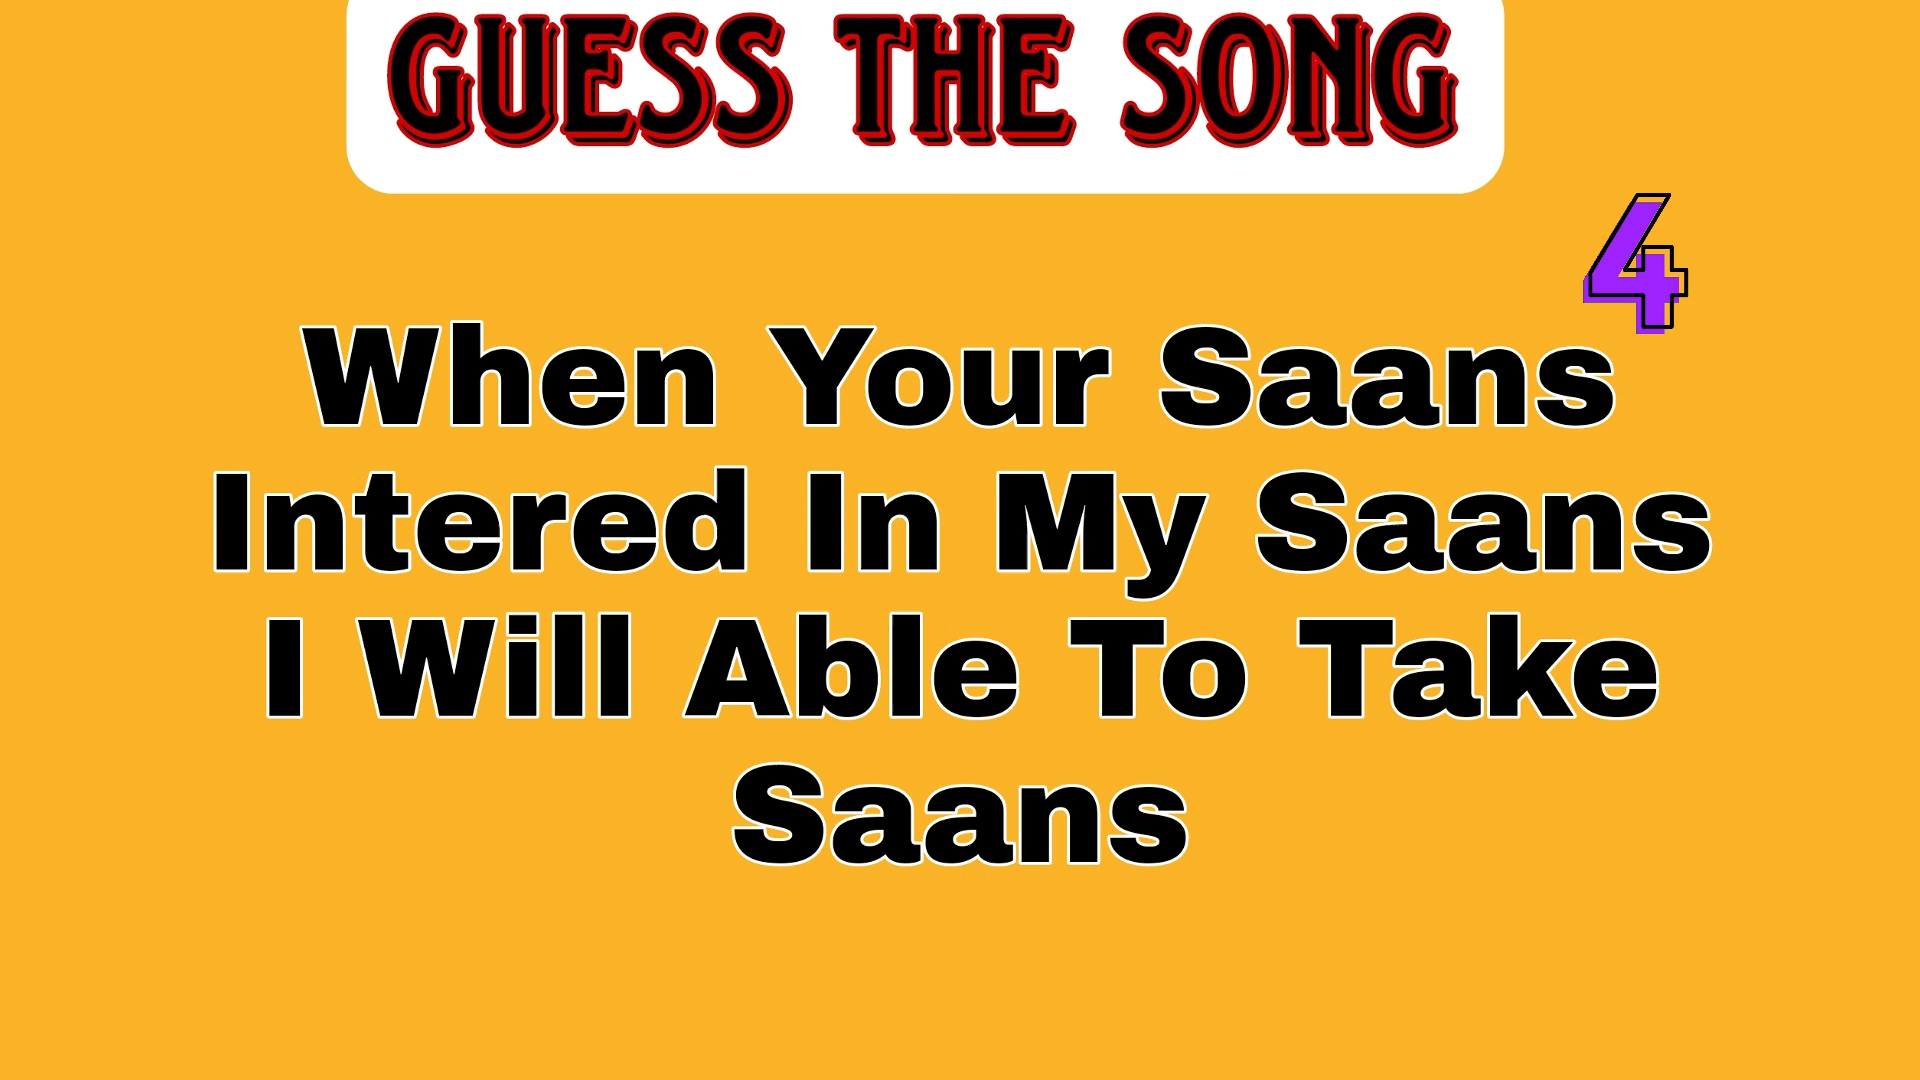 GUESS THE SONG
4
When Your Saans
Intered In My Saans
I Will Able To Take
Saans